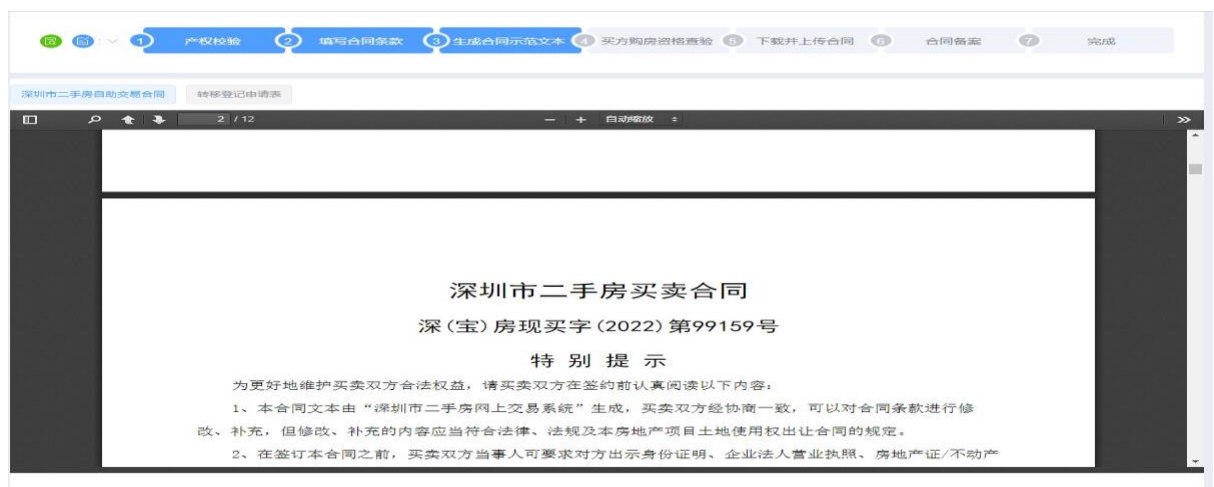 1 产权校验 2 填写合同条款 3 生成合同示范文本 4 买方购房资格查验 5 下载并上传合同 6 合同备案 7 完成
深圳市二手房自助交易合同 转移登记申请表
2 / 12 自动缩放
深圳市二手房买卖合同
深(宝)房现买字(2022)第99159号
特 别 提 示
为更好地维护买卖双方合法权益，请买卖双方在签约前认真阅读以下内容：
1、本合同文本由“深圳市二手房网上交易系统”生成，买卖双方经协商一致，可以对合同条款进行修
改、补充，但修改、补充的内容应当符合法律、法规及本房地产项目土地使用权出让合同的规定。
2、在签订本合同之前，买卖双方当事人可要求对方出示身份证明、企业法人营业执照、房地产证/不动产